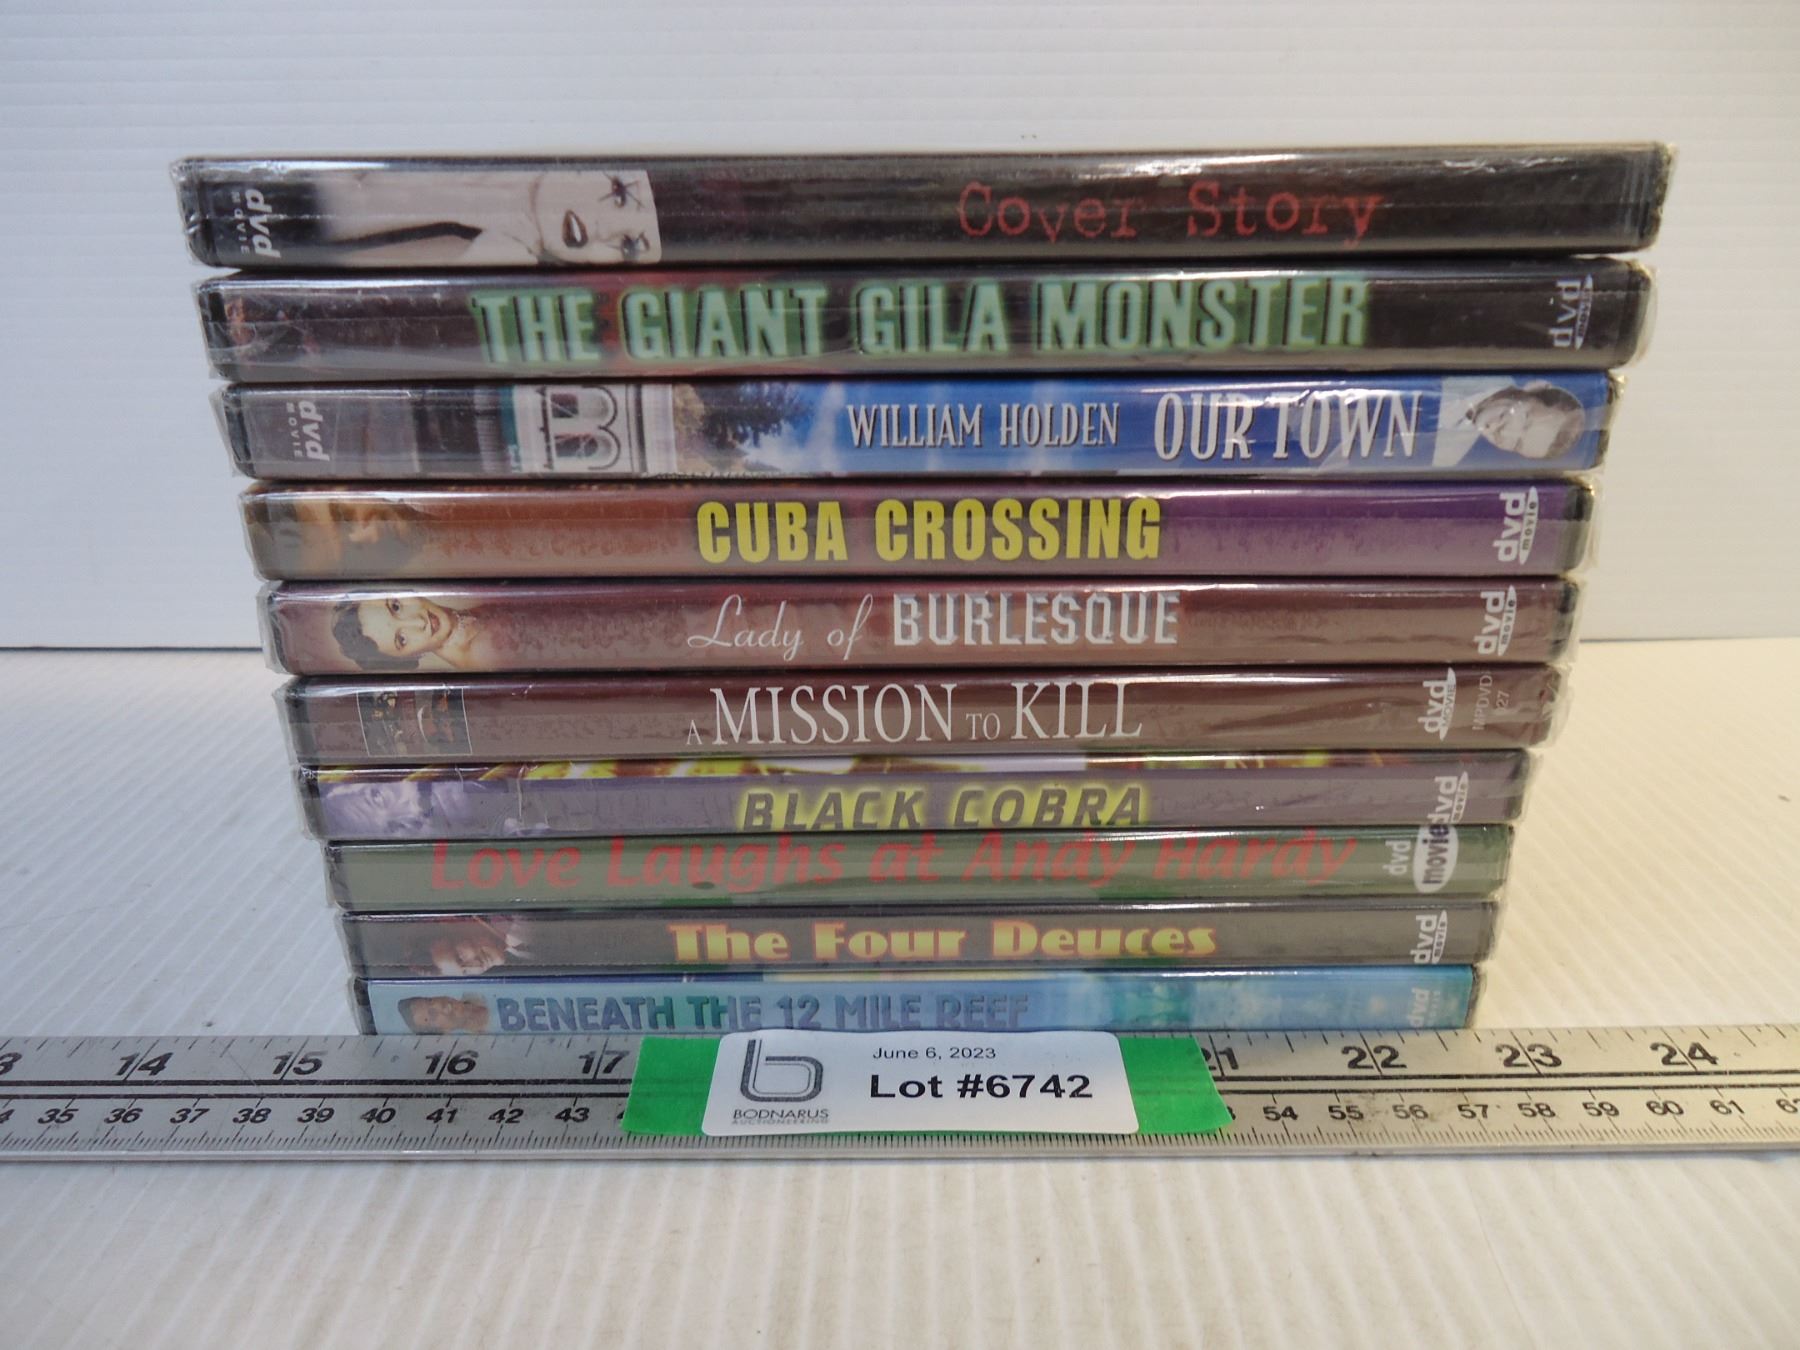 dvd MOVIE Cover Story
THE GIANT GILA MONSTER dvd movie
dvd MOVIE WILLIAM HOLDEN OUR TOWN
CUBA CROSSING dvd movie
Lady of BURLESQUE dvd movie
A MISSION TO KILL dvd MOVIE MPDVD 27
BLACK COBRA dvd movie
Love Laughs at Andy Hardy dvd movie
The Four Deuces dvd movie
BENEATH THE 12 MILE REEF dvd MOVIE
14 15 16 17 21 22 23 24
35 36 37 38 39 40 41 42 43 54 55 56 57 58 59 60 61
b June 6, 2023
Lot #6742
BODNARUS
AUCTIONEERING